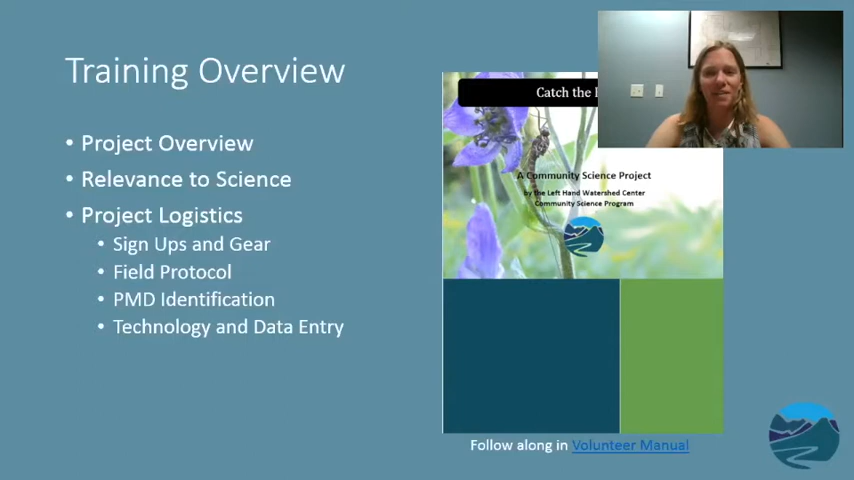 Training Overview
• Project Overview
• Relevance to Science
• Project Logistics
• Sign Ups and Gear
• Field Protocol
• PMD Identification
• Technology and Data Entry
Catch the
A Community Science Project
by the Left Hand Watershed Center
Community Science Program
Follow along in Volunteer Manual